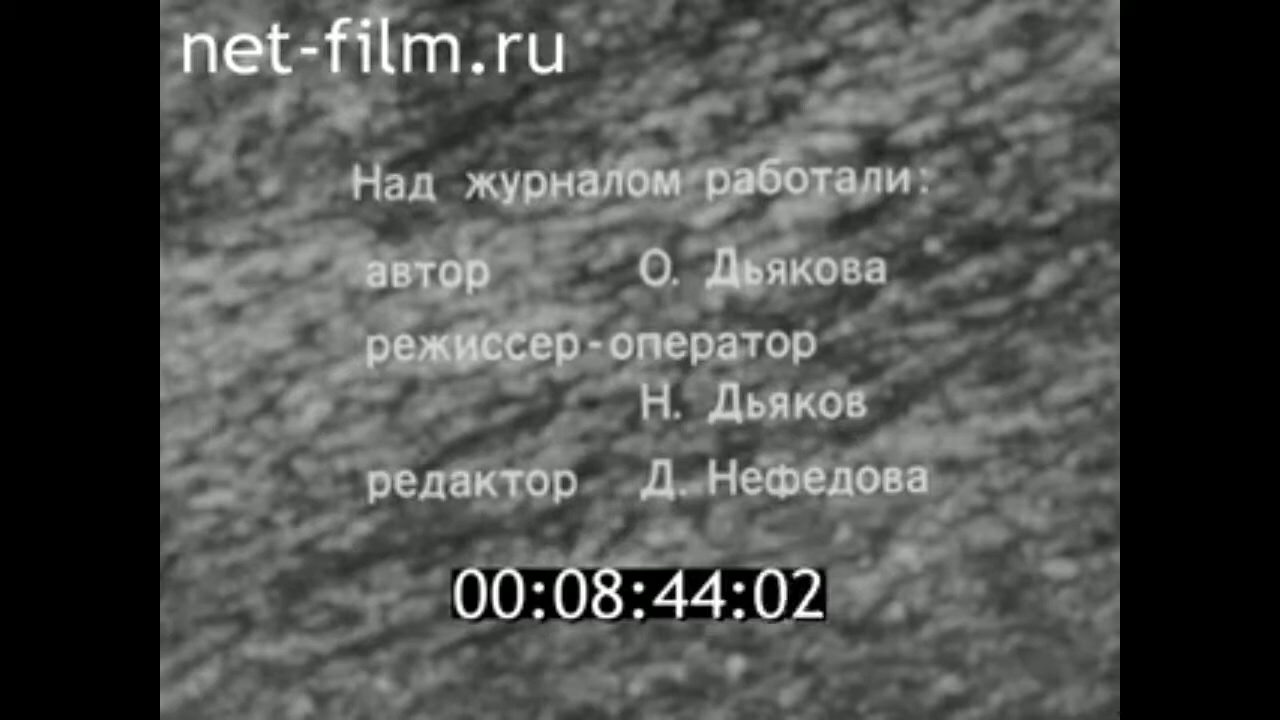 net-film.ru
Над журналом работали:
автор О. Дьякова
режиссер-оператор
Н. Дьяков
редактор Д. Нефедова
00:08:44:02